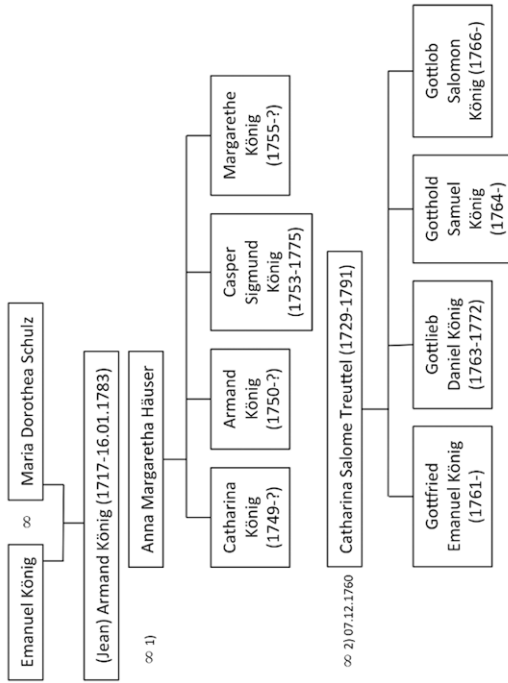 Emanuel König
∞
Maria Dorothea Schulz
(Jean) Armand König (1717-16.01.1783)
∞ 1)
Anna Margaretha Häuser
Catharina
König
(1749-?)
Armand
König
(1750-?)
Casper
Sigmund
König
(1753-1775)
Margarethe
König
(1755-?)
∞ 2) 07.12.1760
Catharina Salome Treuttel (1729-1791)
Gottfried
Emanuel König
(1761-)
Gottlieb
Daniel König
(1763-1772)
Gotthold
Samuel
König
(1764-)
Gottlob
Salomon
König (1766-)